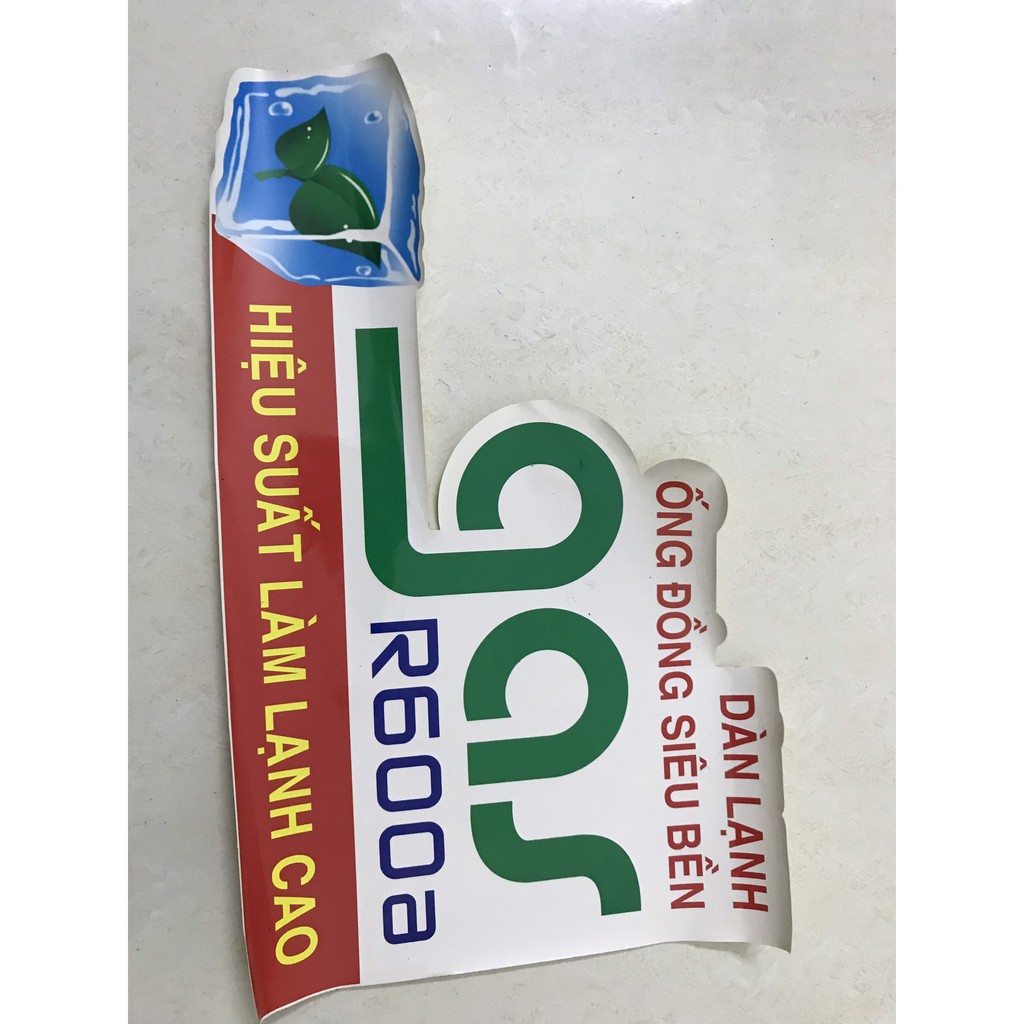 DÀN LẠNH
ỐNG ĐỒNG SIÊU BỀN
gas
R600a
HIỆU SUẤT LÀM LẠNH CAO